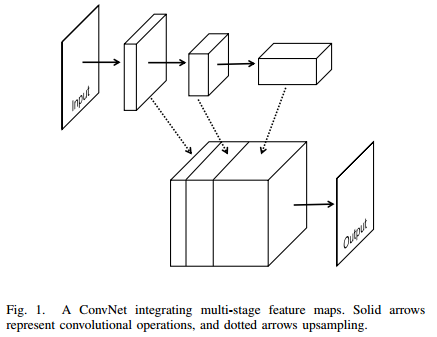 Input
Output
Fig. 1. A ConvNet integrating multi-stage feature maps. Solid arrows
represent convolutional operations, and dotted arrows upsampling.